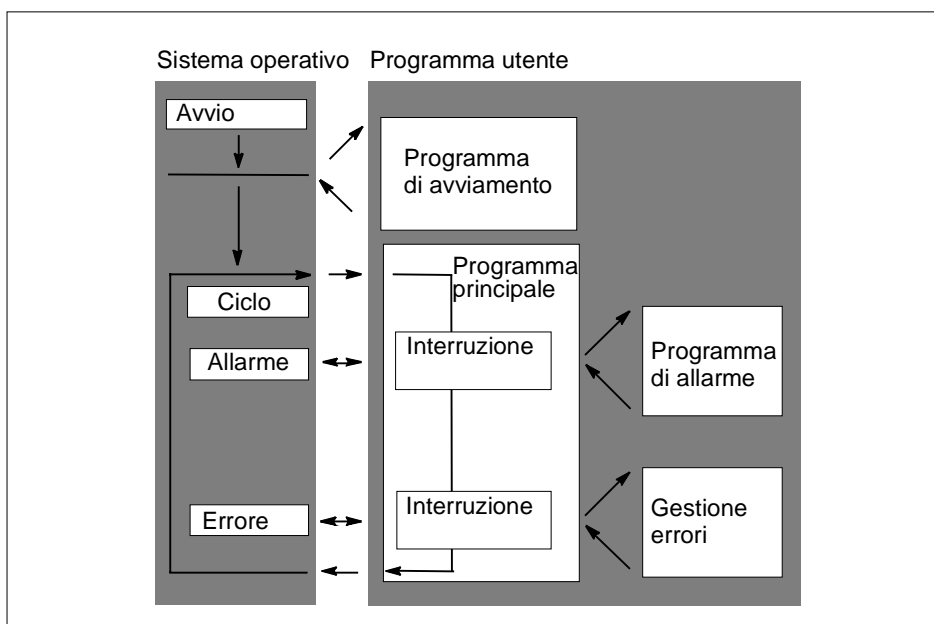 Sistema operativo
Programma utente
Avvio
Programma
di avviamento
Programma
principale
Ciclo
Interruzione
Allarme
Programma
di allarme
Interruzione
Errore
Gestione
errori